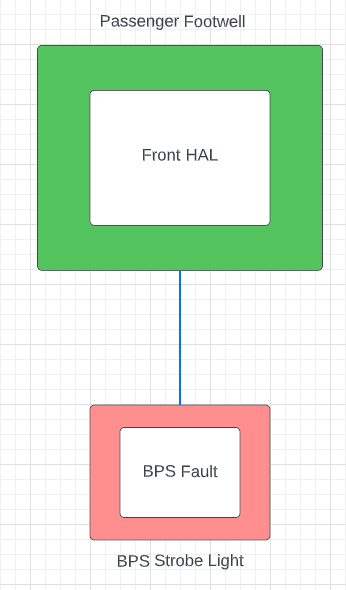 Passenger Footwell
Front HAL
BPS Fault
BPS Strobe Light